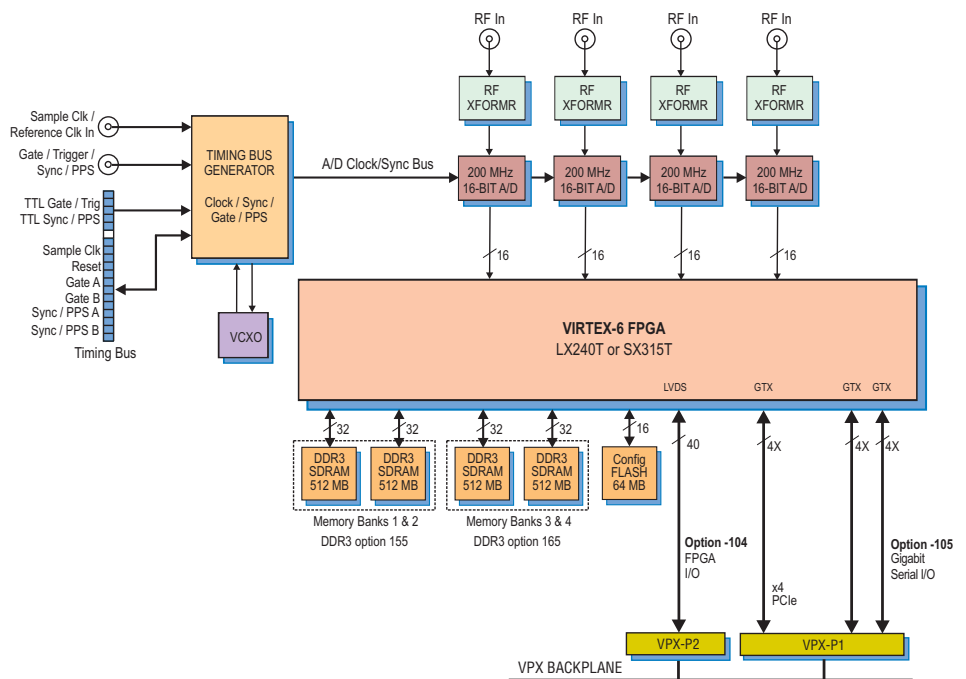 RF In
RF In
RF In
RF In
RF
XFORMR
RF
XFORMR
RF
XFORMR
RF
XFORMR
Sample Clk /
Reference Clk In
Gate / Trigger /
Sync / PPS
TTL Gate / Trig
TTL Sync / PPS
Sample Clk
Reset
Gate A
Gate B
Sync / PPS A
Sync / PPS B
Timing Bus
TIMING BUS
GENERATOR
Clock / Sync /
Gate / PPS
VCXO
A/D Clock/Sync Bus
200 MHz
16-BIT A/D
200 MHz
16-BIT A/D
200 MHz
16-BIT A/D
200 MHz
16-BIT A/D
16
16
16
16
VIRTEX-6 FPGA
LX240T or SX315T
LVDS
GTX
GTX
GTX
32
32
32
32
16
40
4X
4X
4X
DDR3
SDRAM
512 MB
DDR3
SDRAM
512 MB
DDR3
SDRAM
512 MB
DDR3
SDRAM
512 MB
Config
FLASH
64 MB
Memory Banks 1 & 2
DDR3 option 155
Memory Banks 3 & 4
DDR3 option 165
Option -104
FPGA
I/O
x4
PCIe
Option -105
Gigabit
Serial I/O
VPX-P2
VPX-P1
VPX BACKPLANE